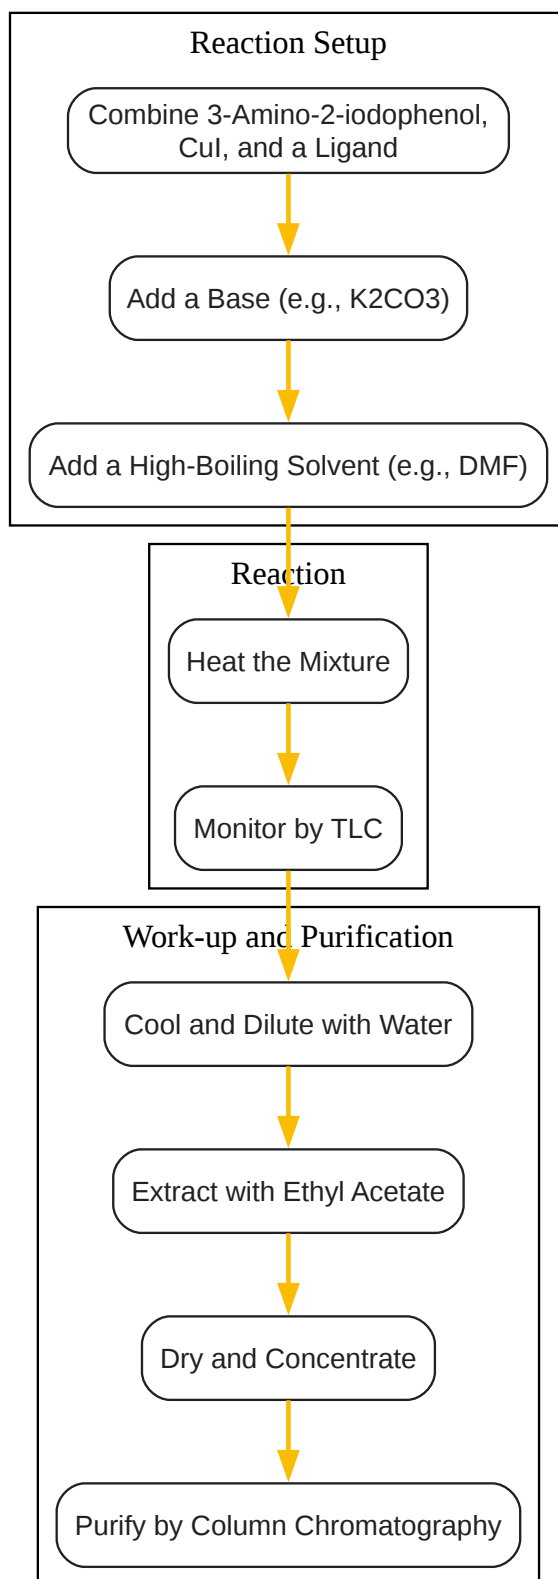 Reaction Setup
Combine 3-Amino-2-iodophenol,
CuI, and a Ligand
Add a Base (e.g., K2CO3)
Add a High-Boiling Solvent (e.g., DMF)
Reaction
Heat the Mixture
Monitor by TLC
Work-up and Purification
Cool and Dilute with Water
Extract with Ethyl Acetate
Dry and Concentrate
Purify by Column Chromatography